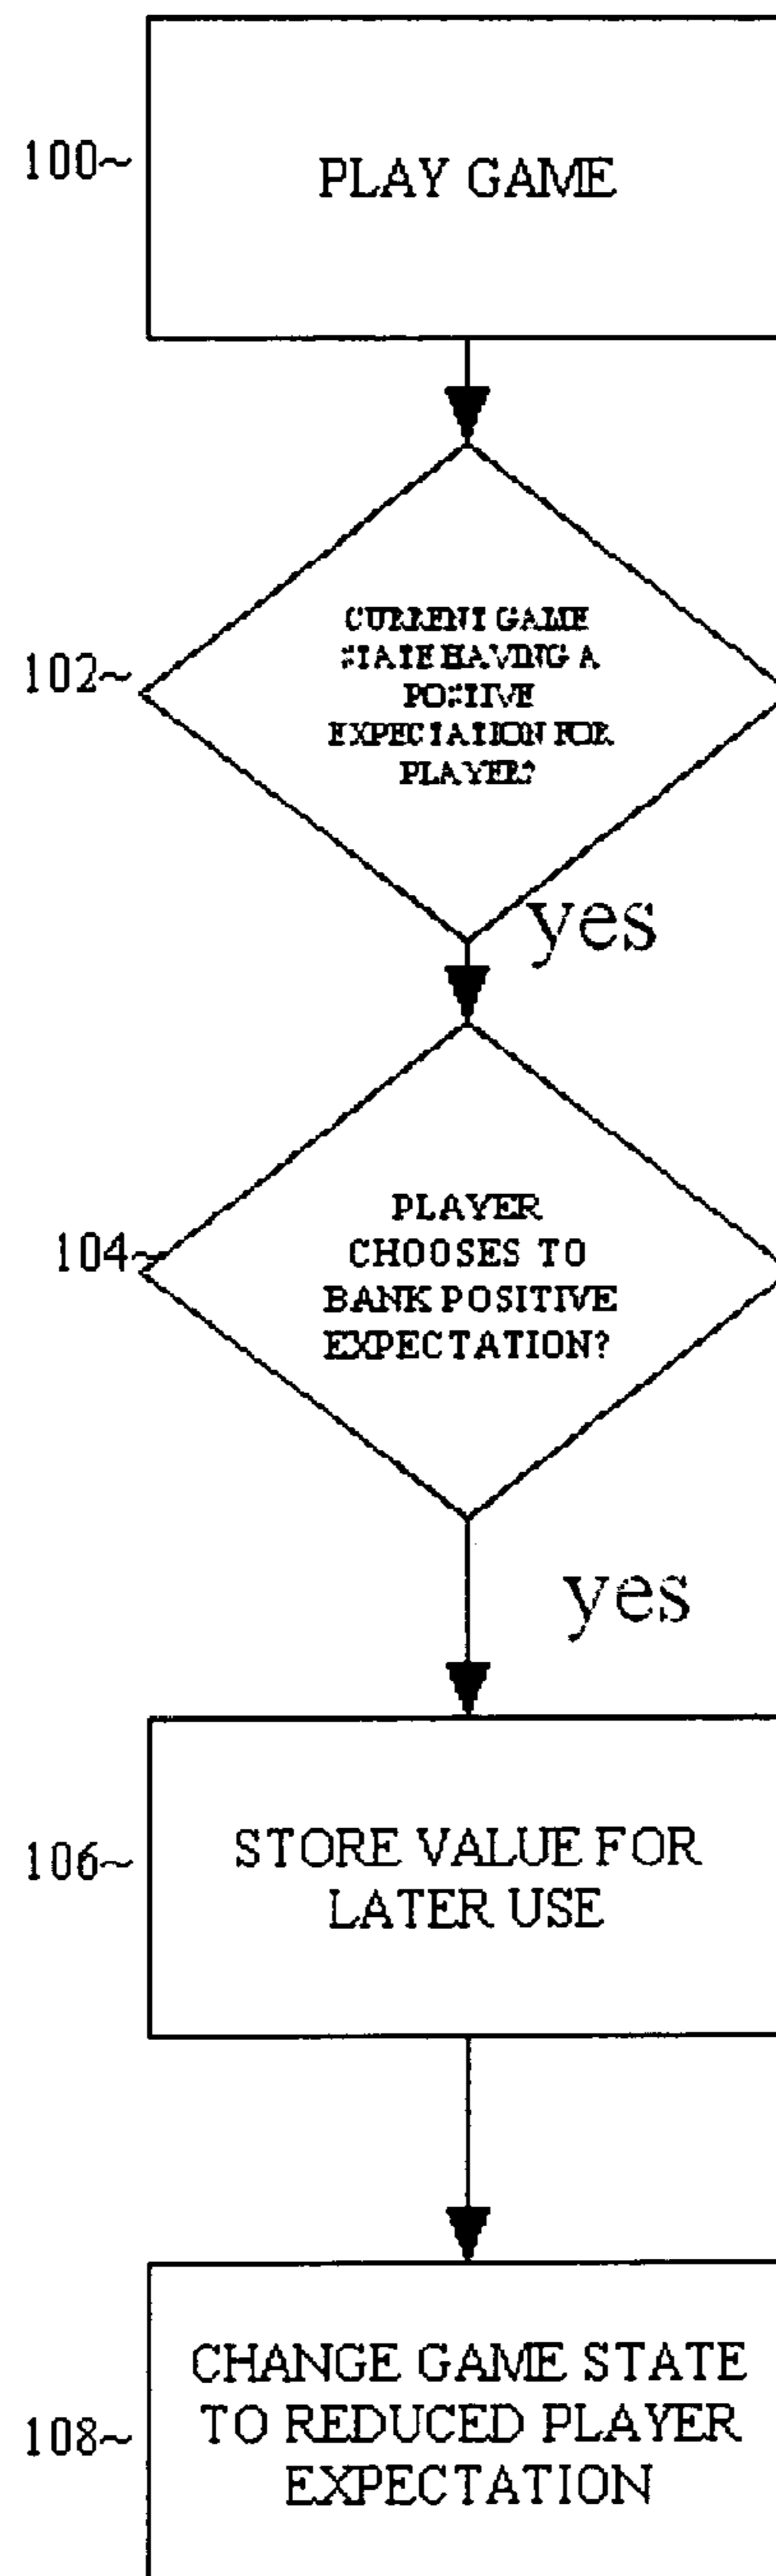 100~
PLAY GAME
102~
CURRENT GAME
STATE HAVING A
POSITIVE
EXPECTATION FOR
PLAYER?
yes
104~
PLAYER
CHOOSES TO
BANK POSITIVE
EXPECTATION?
yes
106~
STORE VALUE FOR
LATER USE
108~
CHANGE GAME STATE
TO REDUCED PLAYER
EXPECTATION